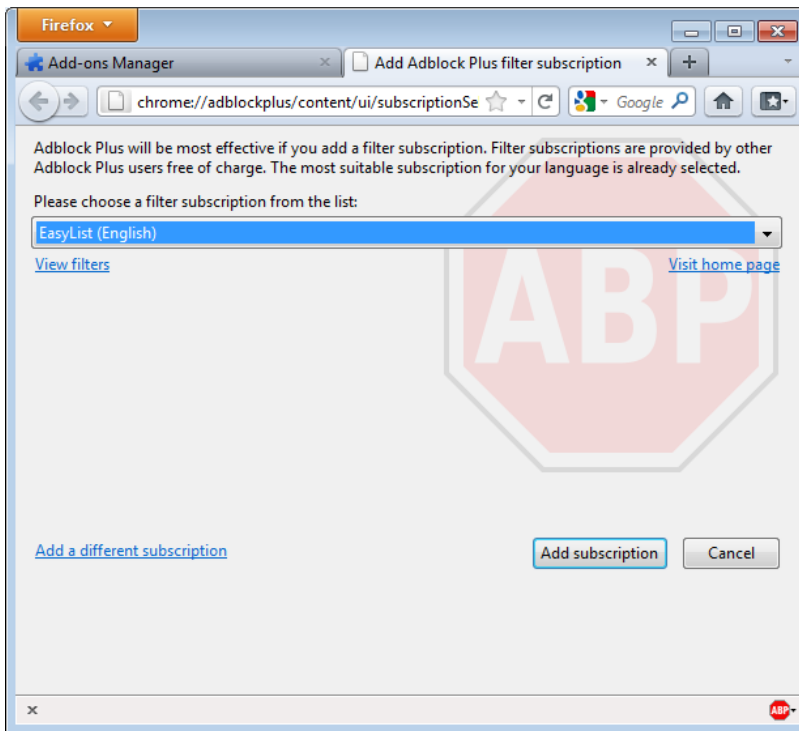 Firefox
Add-ons Manager
Add Adblock Plus filter subscription
chrome://adblockplus/content/ui/subscriptionSe
Google
Adblock Plus will be most effective if you add a filter subscription. Filter subscriptions are provided by other
Adblock Plus users free of charge. The most suitable subscription for your language is already selected.
Please choose a filter subscription from the list:
EasyList (English)
View filters
Visit home page
ABP
Add a different subscription
Add subscription
Cancel
ABP